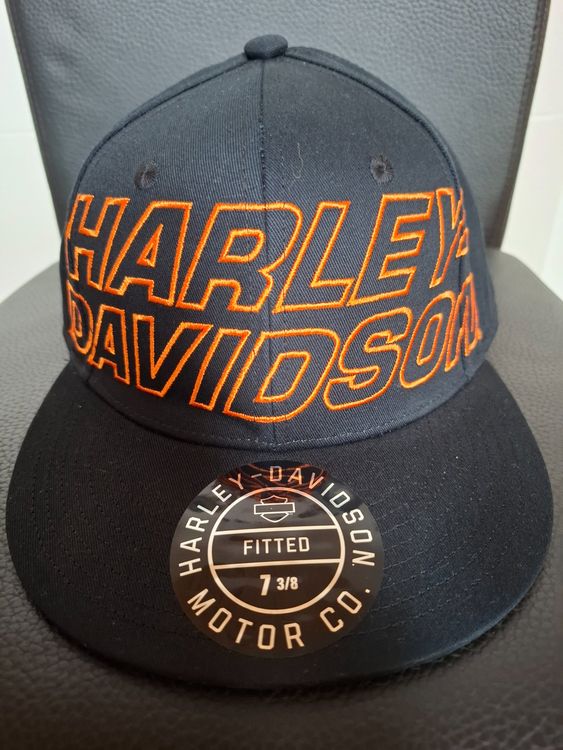 HARLEY-
DAVIDSON
HARLEY-DAVIDSON
FITTED
7 3/8
MOTOR CO.